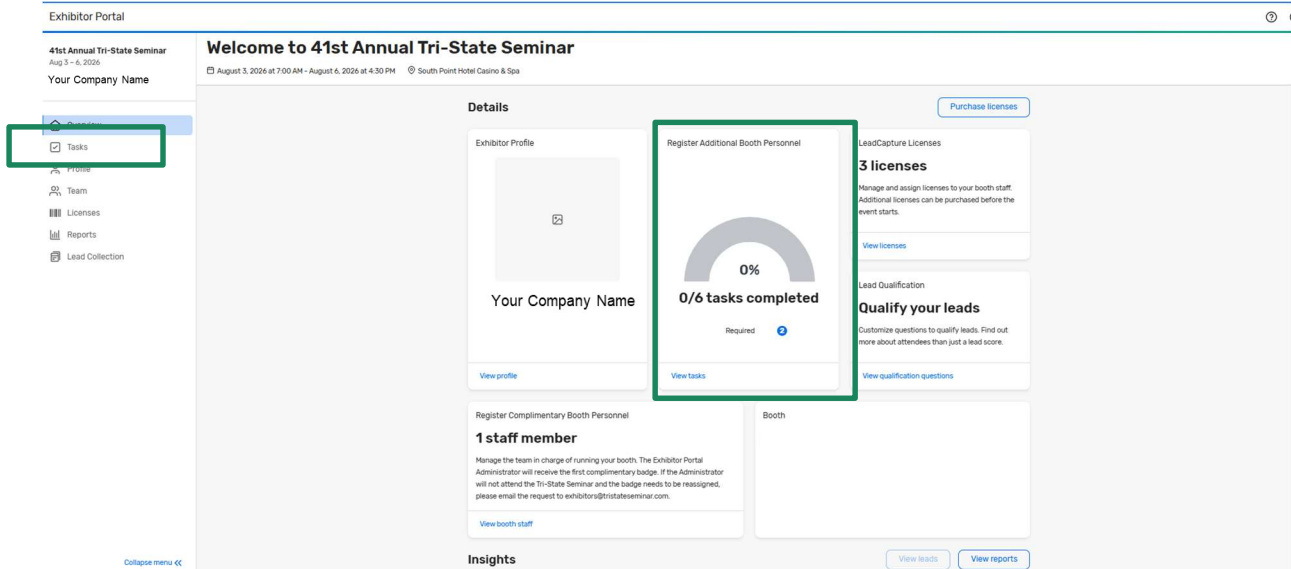 Exhibitor Portal
41st Annual Tri-State Seminar
Aug 3 – 6, 2026
Your Company Name
Overview
Tasks
Profile
Team
Licenses
Reports
Lead Collection
Collapse menu
Welcome to 41st Annual Tri-State Seminar
August 3, 2026 at 7:00 AM - August 6, 2026 at 4:30 PM South Point Hotel Casino & Spa
Details
Purchase licenses
Exhibitor Profile
Your Company Name
View profile
Register Additional Booth Personnel
0%
0/6 tasks completed
Required 2
View tasks
LeadCapture Licenses
3 licenses
Manage and assign licenses to your booth staff.
Additional licenses can be purchased before the
event starts.
View licenses
Lead Qualification
Qualify your leads
Customize questions to qualify leads. Find out
more about attendees than just a lead score.
View qualification questions
Register Complimentary Booth Personnel
1 staff member
Manage the team in charge of running your booth. The Exhibitor Portal
Administrator will receive the first complimentary badge. If the Administrator
will not attend the Tri-State Seminar and the badge needs to be reassigned,
please email the request to exhibitors@tristateseminar.com.
View booth staff
Booth
Insights
View leads
View reports